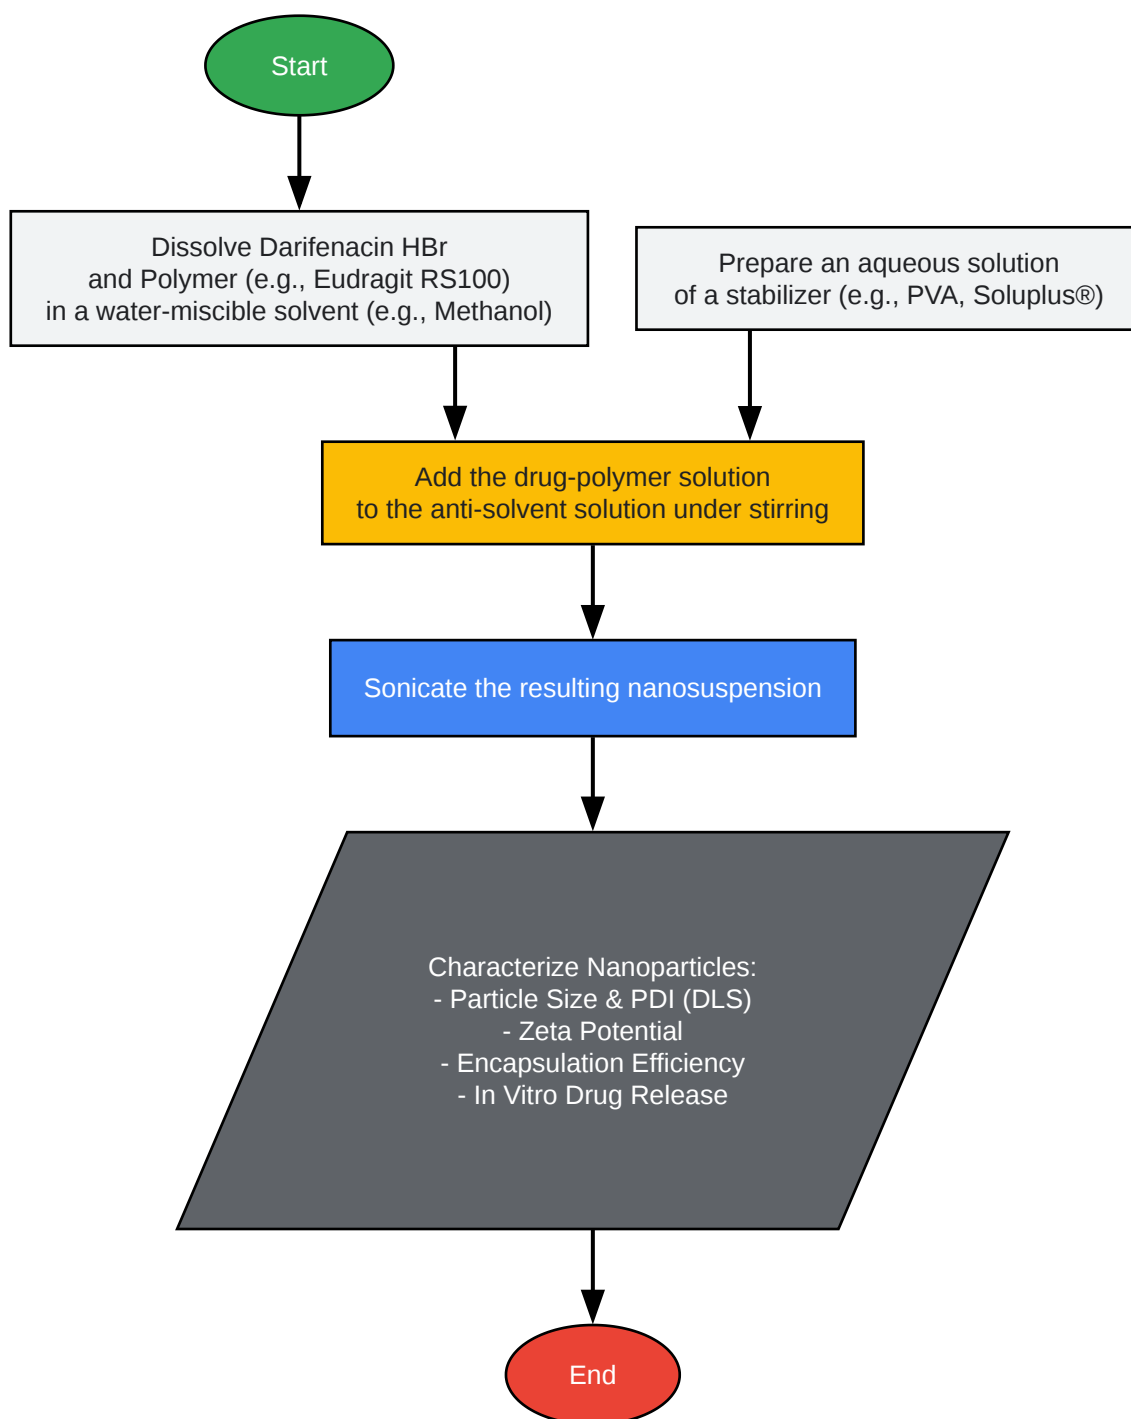 Start
Dissolve Darifenacin HBr
and Polymer (e.g., Eudragit RS100)
in a water-miscible solvent (e.g., Methanol)
Prepare an aqueous solution
of a stabilizer (e.g., PVA, Soluplus®)
Add the drug-polymer solution
to the anti-solvent solution under stirring
Sonicate the resulting nanosuspension
Characterize Nanoparticles:
- Particle Size & PDI (DLS)
- Zeta Potential
- Encapsulation Efficiency
- In Vitro Drug Release
End